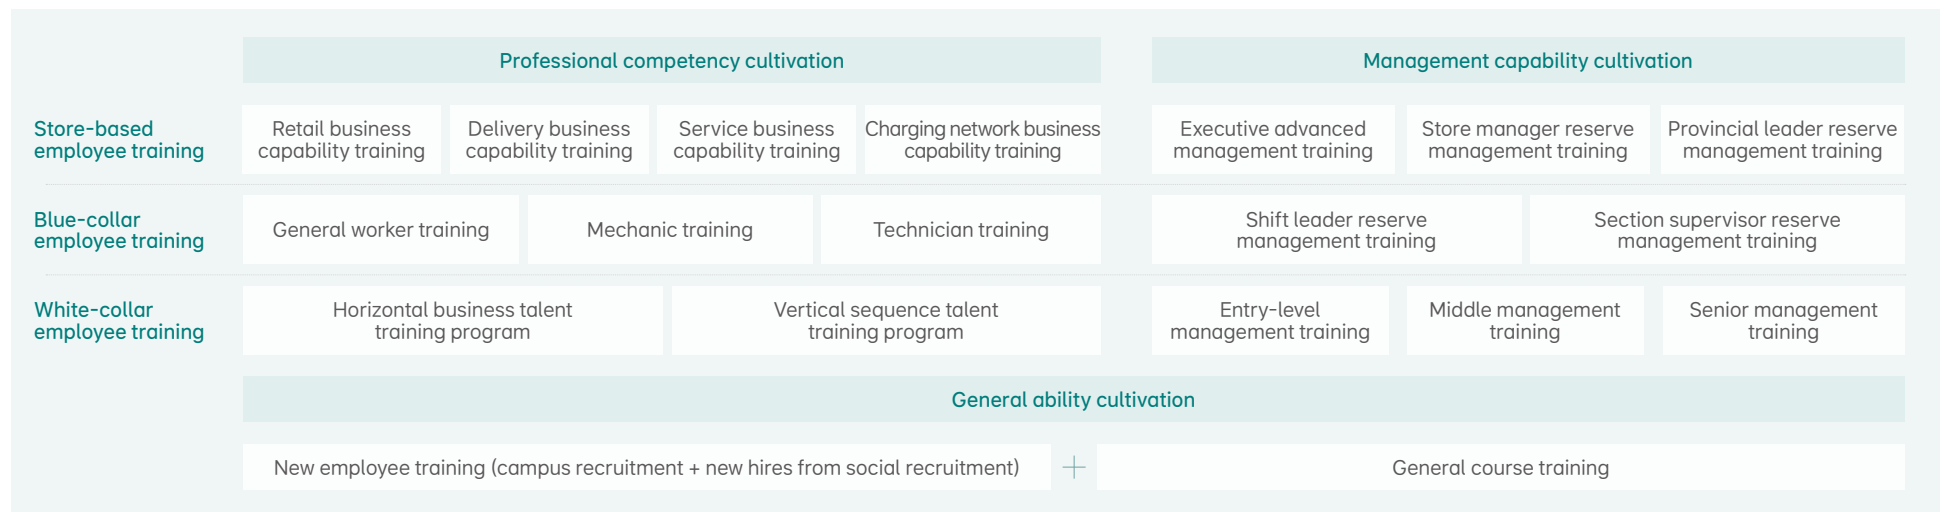 Professional competency cultivation
Management capability cultivation
Store-based
employee training
Retail business
capability training
Delivery business
capability training
Service business
capability training
Charging network business
capability training
Executive advanced
management training
Store manager reserve
management training
Provincial leader reserve
management training
Blue-collar
employee training
General worker training
Mechanic training
Technician training
Shift leader reserve
management training
Section supervisor reserve
management training
White-collar
employee training
Horizontal business talent
training program
Vertical sequence talent
training program
Entry-level
management training
Middle management
training
Senior management
training
General ability cultivation
New employee training (campus recruitment + new hires from social recruitment)
+
General course training